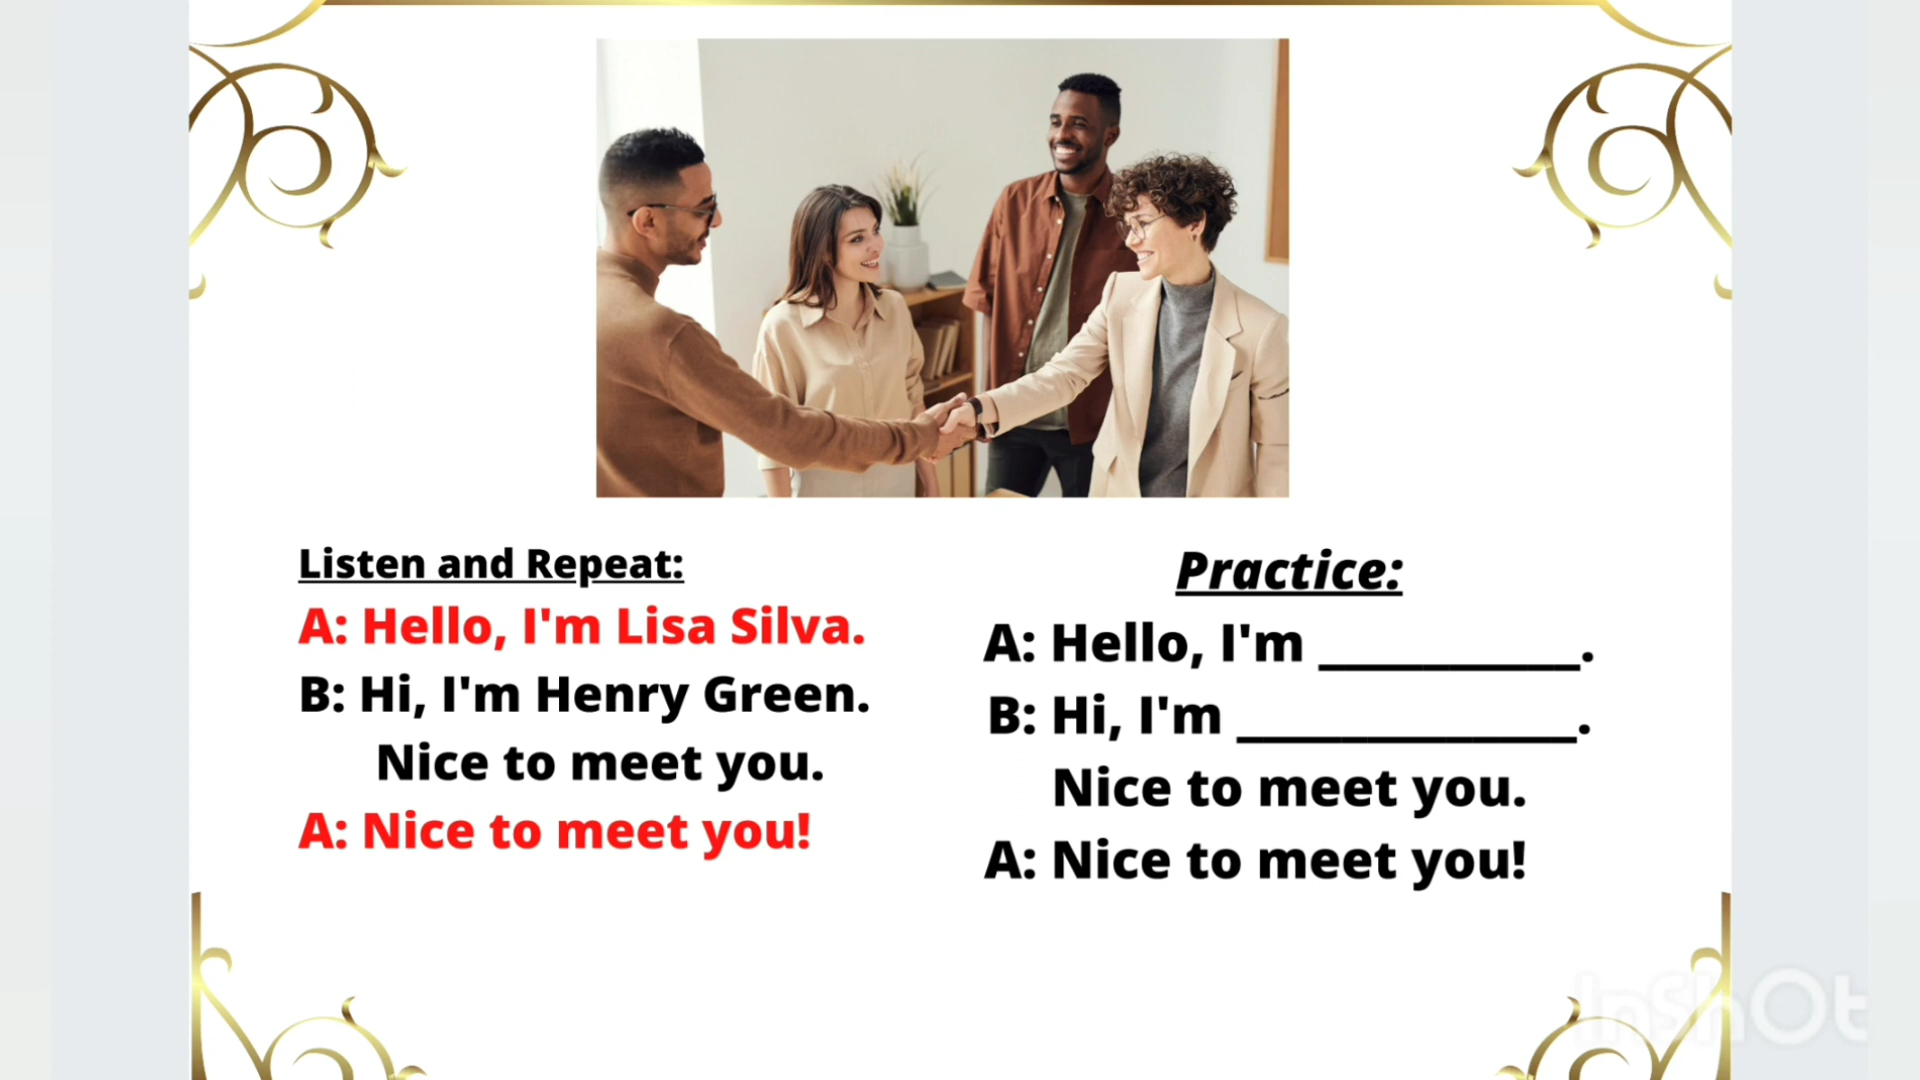 Listen and Repeat:
A: Hello, I'm Lisa Silva.
B: Hi, I'm Henry Green.
Nice to meet you.
A: Nice to meet you!
Practice:
A: Hello, I'm __________.
B: Hi, I'm _____________.
Nice to meet you.
A: Nice to meet you!
InShOt